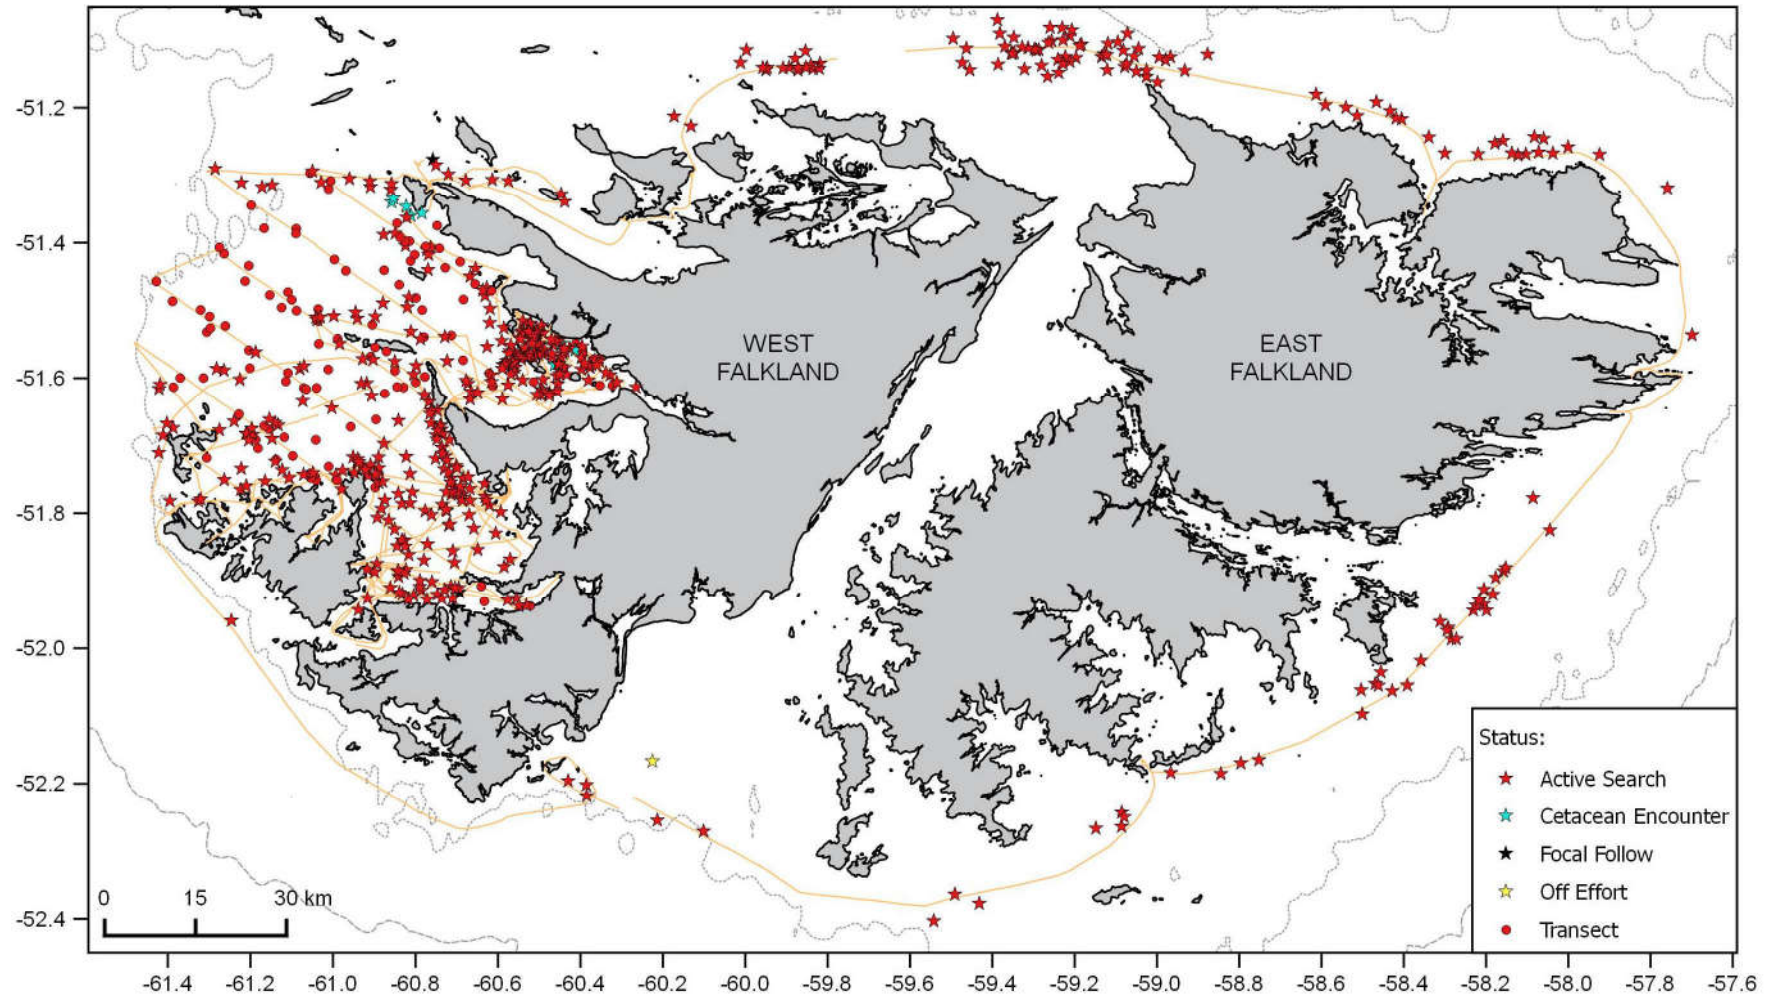 -51.2
-51.4
-51.6
-51.8
-52.0
-52.2
-52.4
WEST
FALKLAND
EAST
FALKLAND
Status:
Active Search
Cetacean Encounter
Focal Follow
Off Effort
Transect
0 15 30 km
-61.4 -61.2 -61.0 -60.8 -60.6 -60.4 -60.2 -60.0 -59.8 -59.6 -59.4 -59.2 -59.0 -58.8 -58.6 -58.4 -58.2 -58.0 -57.8 -57.6